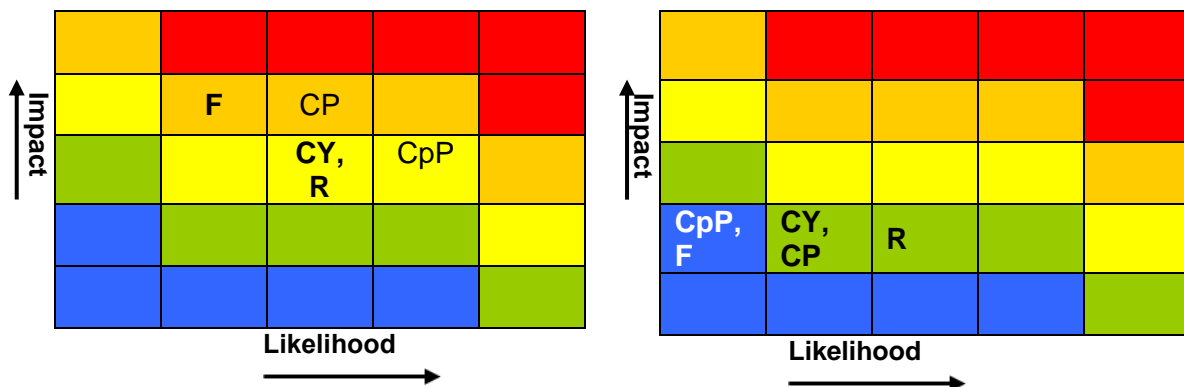 Impact
F
CP
CY,
R
CpP
Likelihood
Impact
CpP,
F
CY,
CP
R
Likelihood